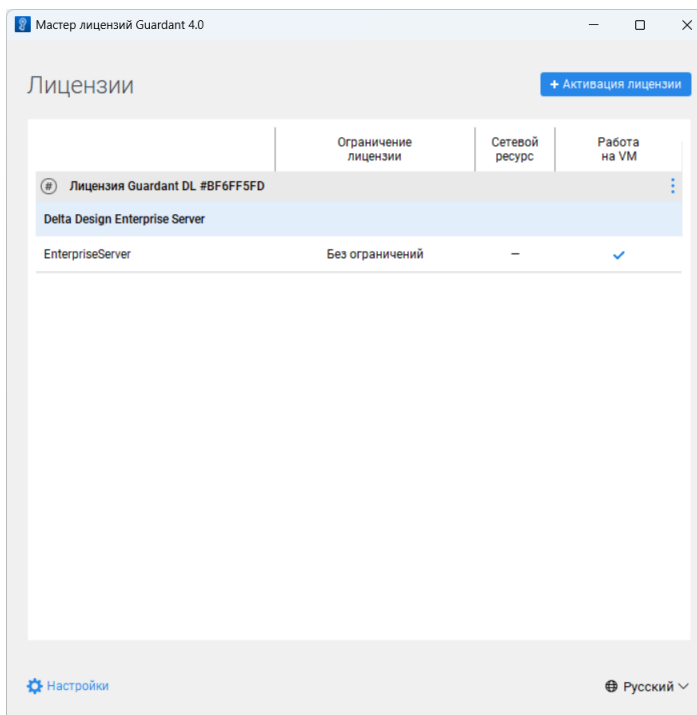 Мастер лицензий Guardant 4.0
Лицензии
+ Активация лицензии
Ограничение лицензии
Сетевой ресурс
Работа на VM
# Лицензия Guardant DL #BF6FF5FD
Delta Design Enterprise Server
EnterpriseServer Без ограничений –
Настройки
Русский